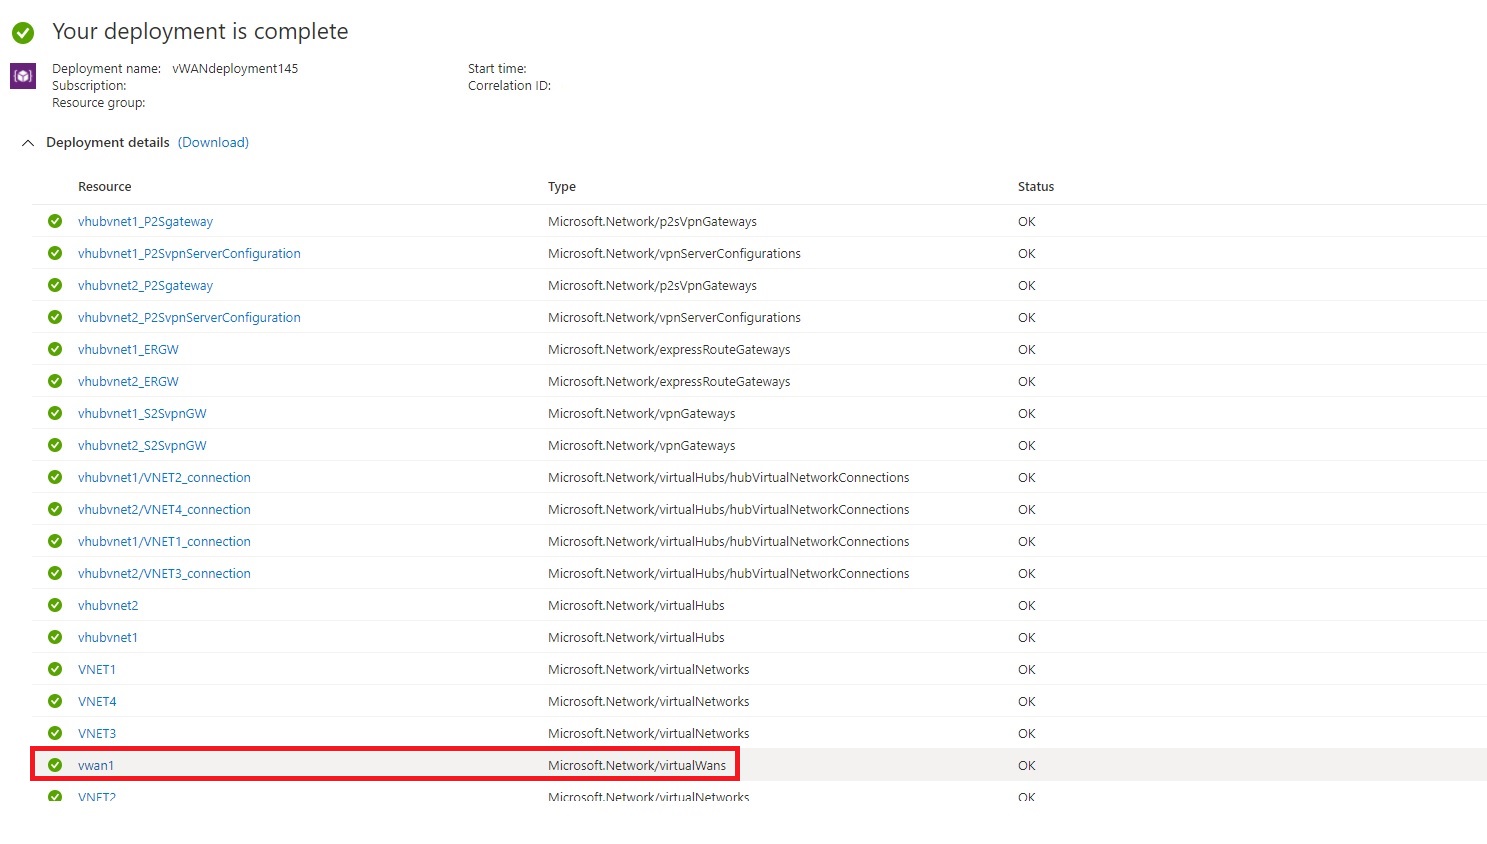 Your deployment is complete
Deployment name: vWANdeployment145 Start time:
Subscription: Correlation ID:
Resource group:
Deployment details (Download)
Resource Type Status
vhubvnet1_P2Sgateway Microsoft.Network/p2sVpnGateways OK
vhubvnet1_P2SvpnServerConfiguration Microsoft.Network/vpnServerConfigurations OK
vhubvnet2_P2Sgateway Microsoft.Network/p2sVpnGateways OK
vhubvnet2_P2SvpnServerConfiguration Microsoft.Network/vpnServerConfigurations OK
vhubvnet1_ERGW Microsoft.Network/expressRouteGateways OK
vhubvnet2_ERGW Microsoft.Network/expressRouteGateways OK
vhubvnet1_S2SvpnGW Microsoft.Network/vpnGateways OK
vhubvnet2_S2SvpnGW Microsoft.Network/vpnGateways OK
vhubvnet1/VNET2_connection Microsoft.Network/virtualHubs/hubVirtualNetworkConnections OK
vhubvnet2/VNET4_connection Microsoft.Network/virtualHubs/hubVirtualNetworkConnections OK
vhubvnet1/VNET1_connection Microsoft.Network/virtualHubs/hubVirtualNetworkConnections OK
vhubvnet2/VNET3_connection Microsoft.Network/virtualHubs/hubVirtualNetworkConnections OK
vhubvnet2 Microsoft.Network/virtualHubs OK
vhubvnet1 Microsoft.Network/virtualHubs OK
VNET1 Microsoft.Network/virtualNetworks OK
VNET4 Microsoft.Network/virtualNetworks OK
VNET3 Microsoft.Network/virtualNetworks OK
vwan1 Microsoft.Network/virtualWans OK
VNET2 Microsoft.Network/virtualNetworks OK